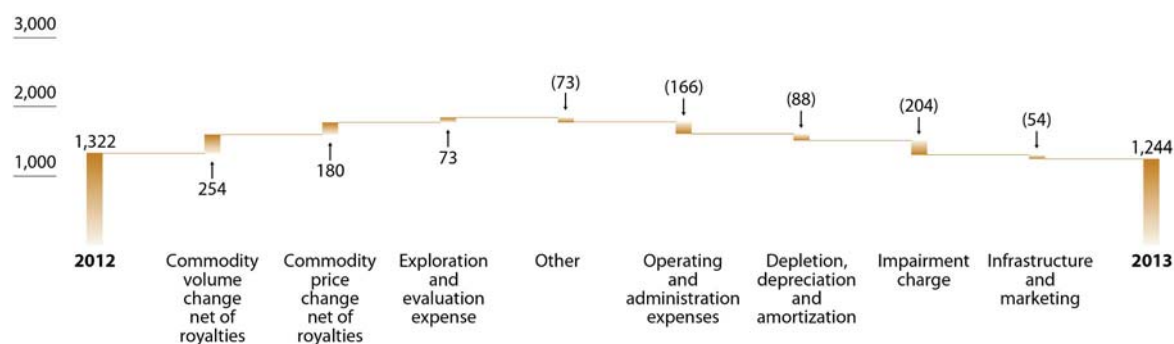 3,000
2,000
1,000
1,322
254
180
73
(73)
(166)
(88)
(204)
(54)
1,244
2012
Commodity
volume
change
net of
royalties
Commodity
price
change
net of
royalties
Exploration
and
evaluation
expense
Other
Operating
and
administration
expenses
Depletion,
depreciation
and
amortization
Impairment
charge
Infrastructure
and
marketing
2013